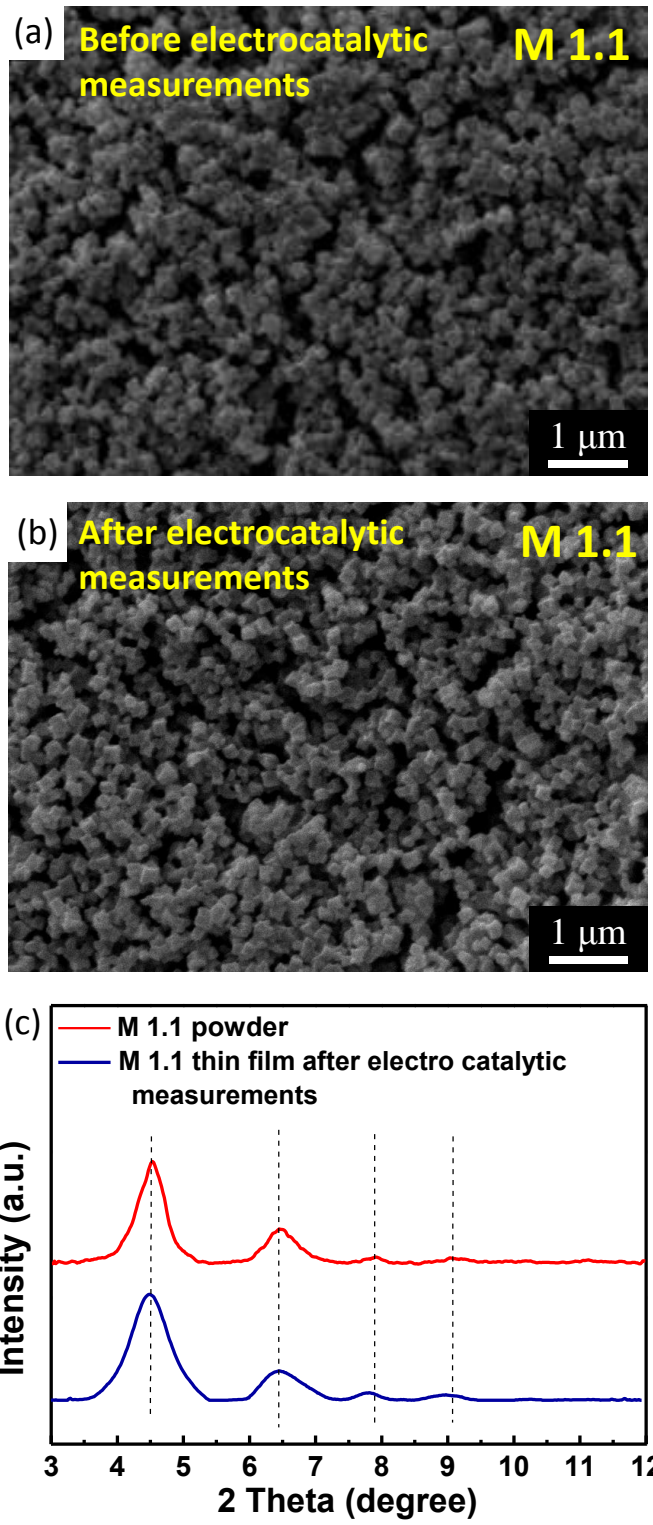 (a)
Before electrocatalytic
measurements
M 1.1
1 μm
(b)
After electrocatalytic
measurements
M 1.1
1 μm
(c)
M 1.1 powder
M 1.1 thin film after electro catalytic
measurements
Intensity (a.u.)
3 4 5 6 7 8 9 10 11 12
2 Theta (degree)